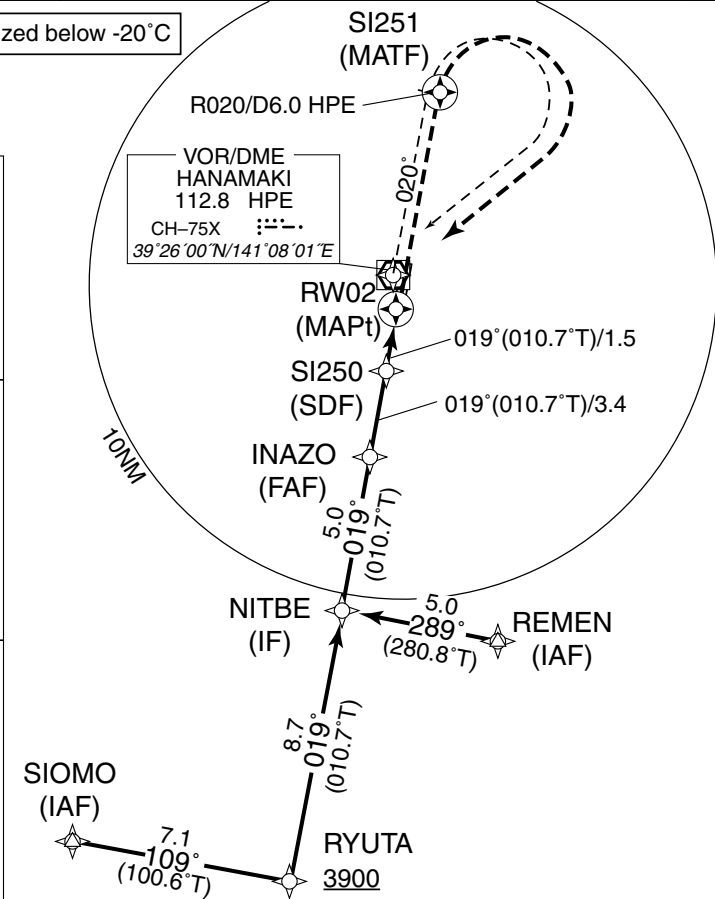 zed below -20˚C
SI251
(MATF)
R020/D6.0 HPE
VOR/DME
HANAMAKI
112.8 HPE
CH–75X
39˚26´00˝N/141˚08´01˝E
020˚
RW02
(MAPt)
019˚(010.7˚T)/1.5
SI250
(SDF)
019˚(010.7˚T)/3.4
INAZO
(FAF)
10NM
5.0
019˚
(010.7˚T)
NITBE
(IF)
5.0
289˚
(280.8˚T)
REMEN
(IAF)
8.7
019˚
(010.7˚T)
SIOMO
(IAF)
7.1
109˚
(100.6˚T)
RYUTA
3900